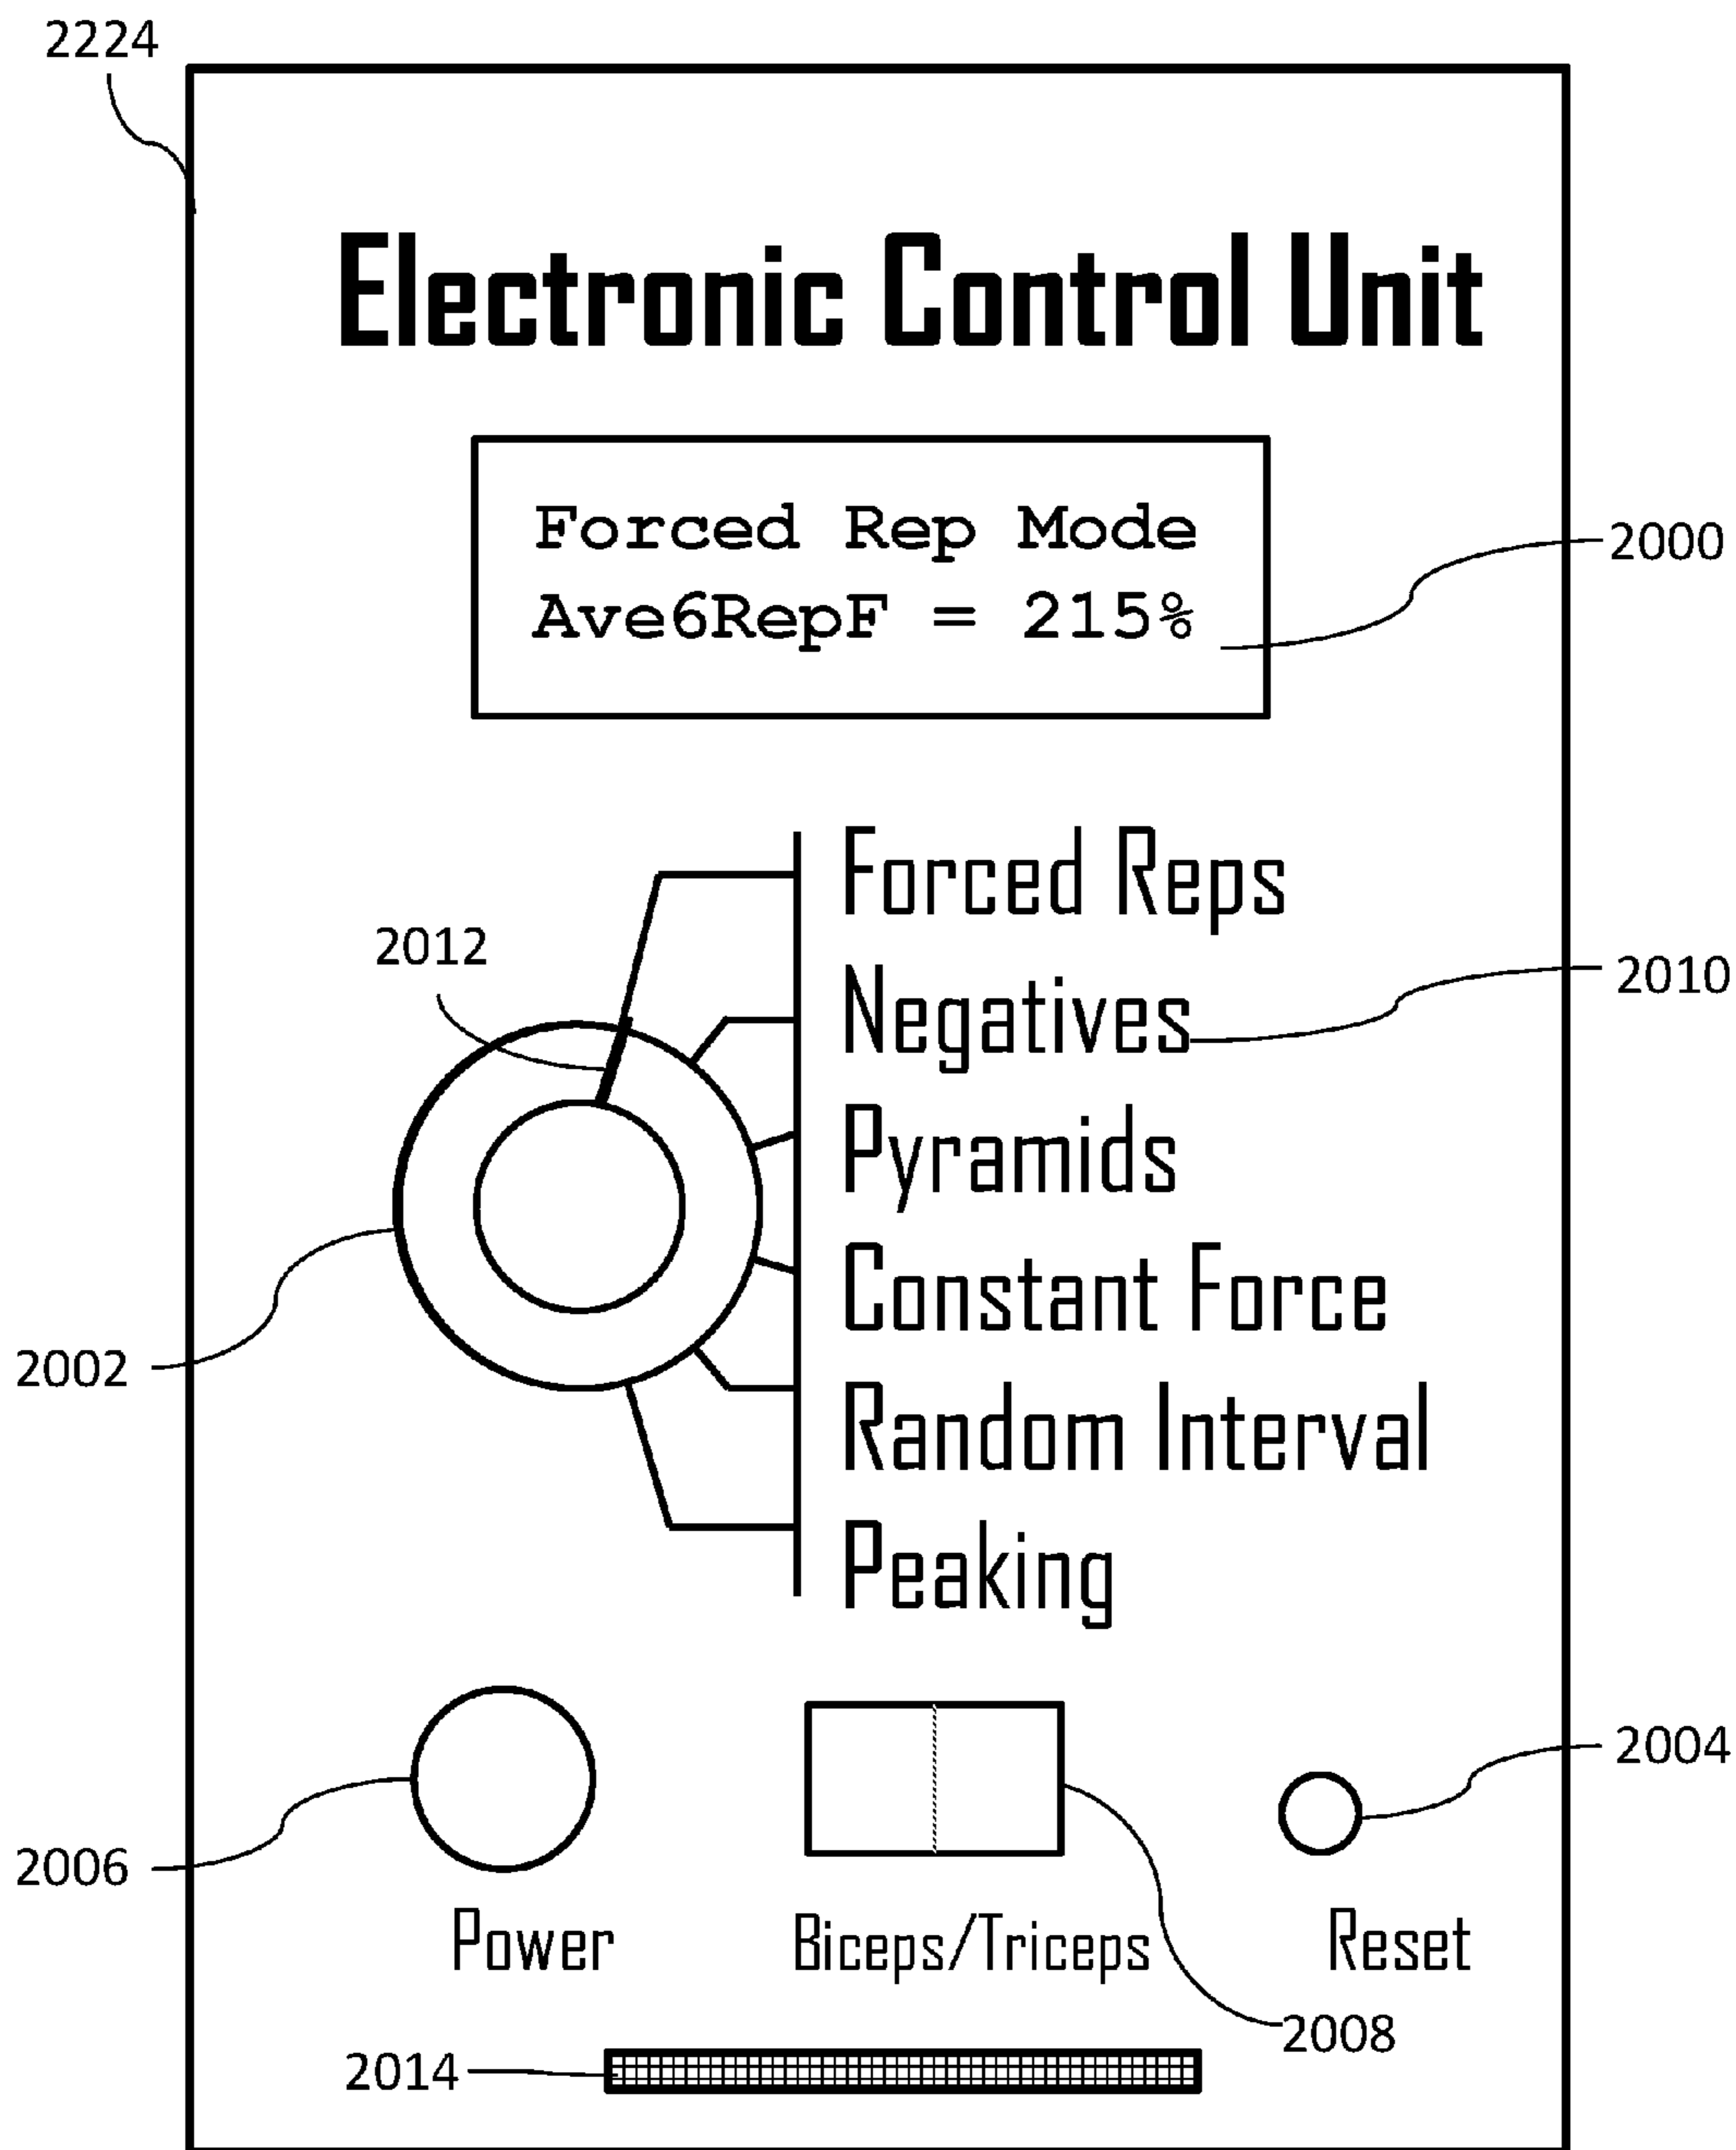 2224
Electronic Control Unit
Forced Rep Mode
2000
Ave6RepF = 215%
Forced Reps
2012
Negatives
2010
Pyramids
Constant Force
2002
Random Interval
Peaking
2004
2006
Power
Biceps/Triceps
Reset
2008
2014